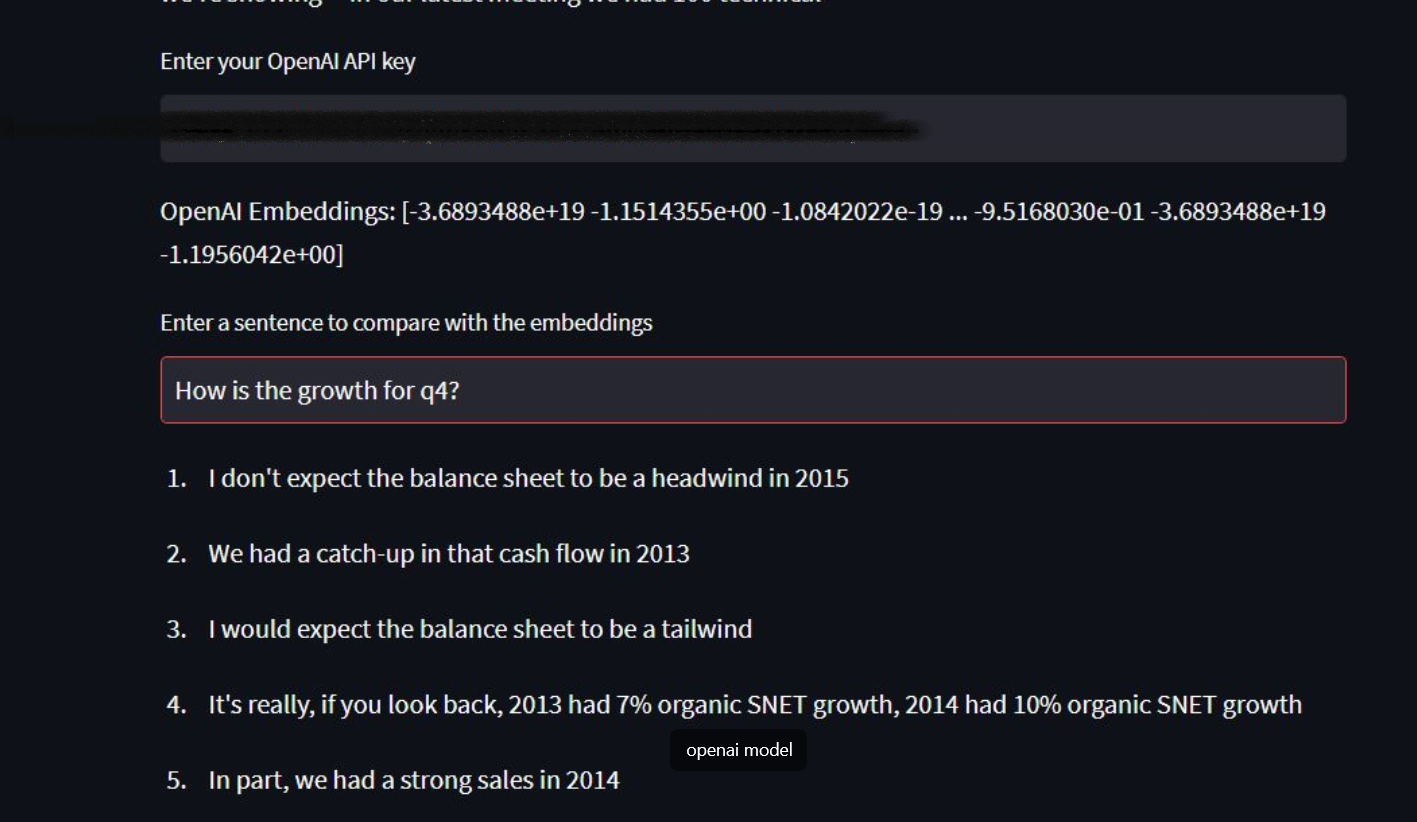 Enter your OpenAI API key
OpenAI Embeddings: [-3.6893488e+19 -1.1514355e+00 -1.0842022e-19 ... -9.5168030e-01 -3.6893488e+19
-1.1956042e+00]
Enter a sentence to compare with the embeddings
How is the growth for q4?
1. I don't expect the balance sheet to be a headwind in 2015
2. We had a catch-up in that cash flow in 2013
3. I would expect the balance sheet to be a tailwind
4. It's really, if you look back, 2013 had 7% organic SNET growth, 2014 had 10% organic SNET growth
openai model
5. In part, we had a strong sales in 2014